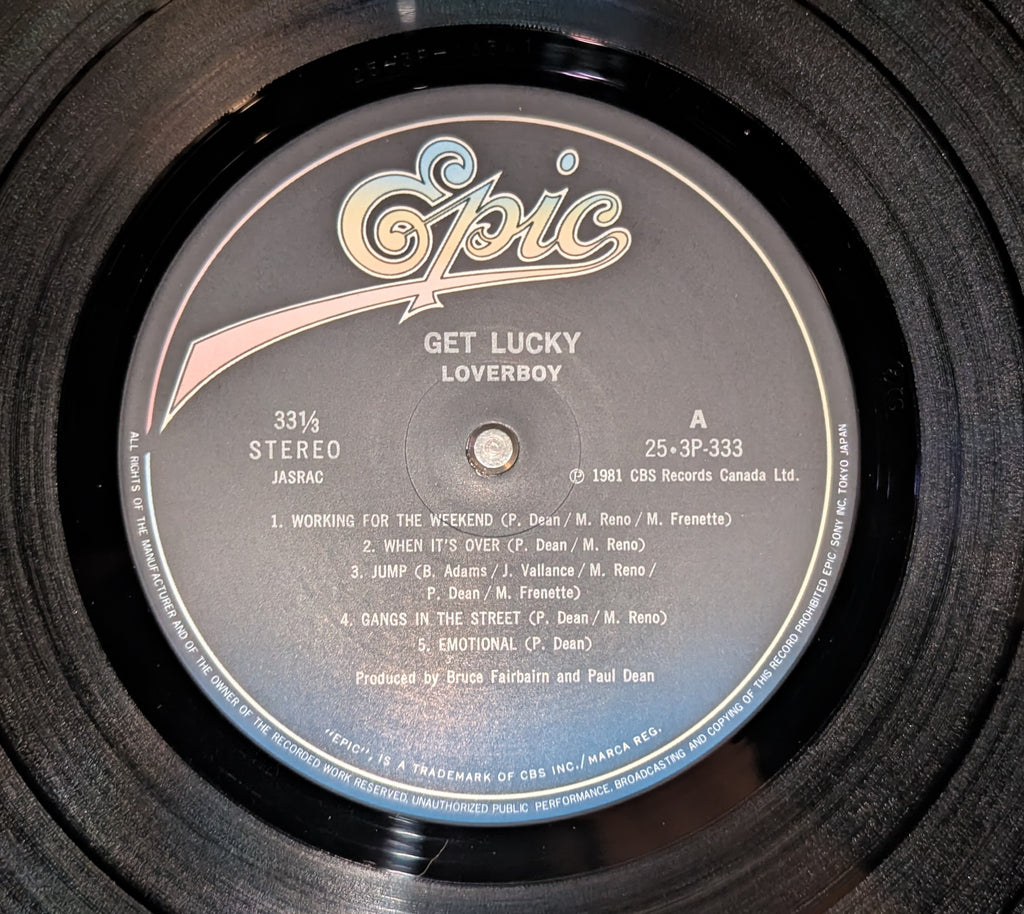 Epic
GET LUCKY
LOVERBOY
33⅓
STEREO
JASRAC
A
25•3P-333
Ⓟ 1981 CBS Records Canada Ltd.
1. WORKING FOR THE WEEKEND (P. Dean / M. Reno / M. Frenette)
2. WHEN IT'S OVER (P. Dean / M. Reno)
3. JUMP (B. Adams / J. Vallance / M. Reno /
P. Dean / M. Frenette)
4. GANGS IN THE STREET (P. Dean / M. Reno)
5. EMOTIONAL (P. Dean)
Produced by Bruce Fairbairn and Paul Dean
"EPIC", IS A TRADEMARK OF CBS INC./MARCA REG.
ALL RIGHTS OF THE MANUFACTURER AND OF THE OWNER OF THE RECORDED WORK RESERVED. UNAUTHORIZED PUBLIC PERFORMANCE, BROADCASTING AND COPYING OF THIS RECORD PROHIBITED EPIC SONY INC. TOKYO JAPAN